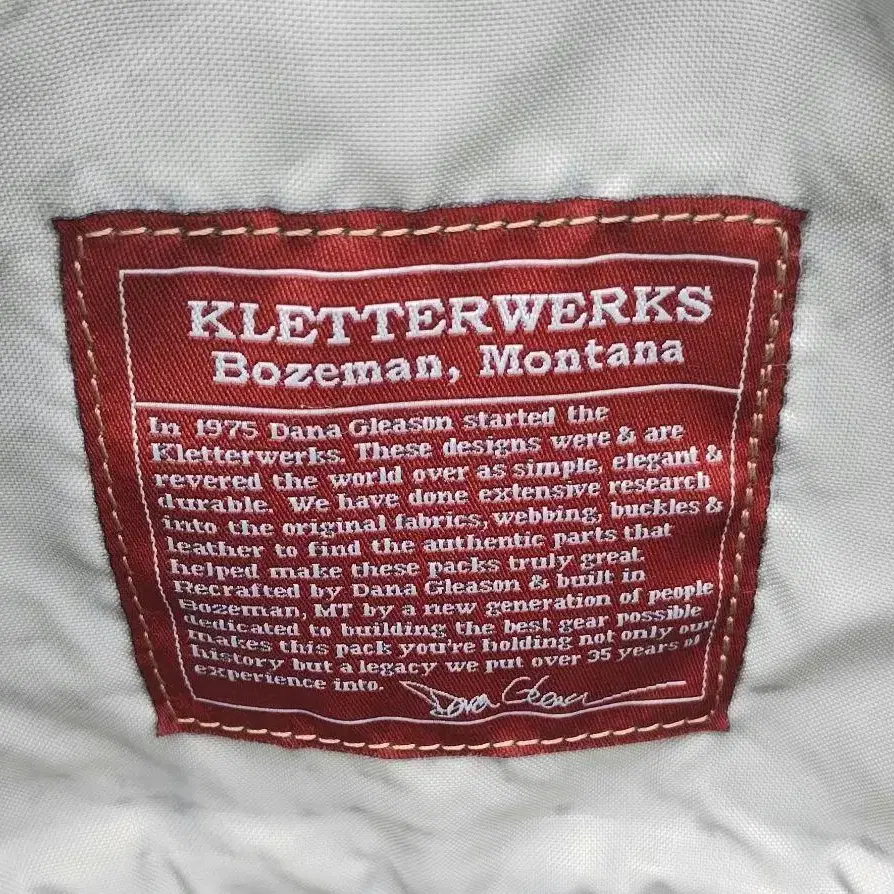 KLETTERWERKS
Bozeman, Montana
In 1975 Dana Gleason started the
Kletterwerks. These designs were & are
revered the world over as simple, elegant &
durable. We have done extensive research
into the original fabrics, webbing, buckles &
leather to find the authentic parts that
helped make these packs truly great.
Recrafted by Dana Gleason & built in
Bozeman, MT by a new generation of people
dedicated to building the best gear possible
makes this pack you're holding not only our
history but a legacy we put over 35 years of
experience into. Dana Gleason